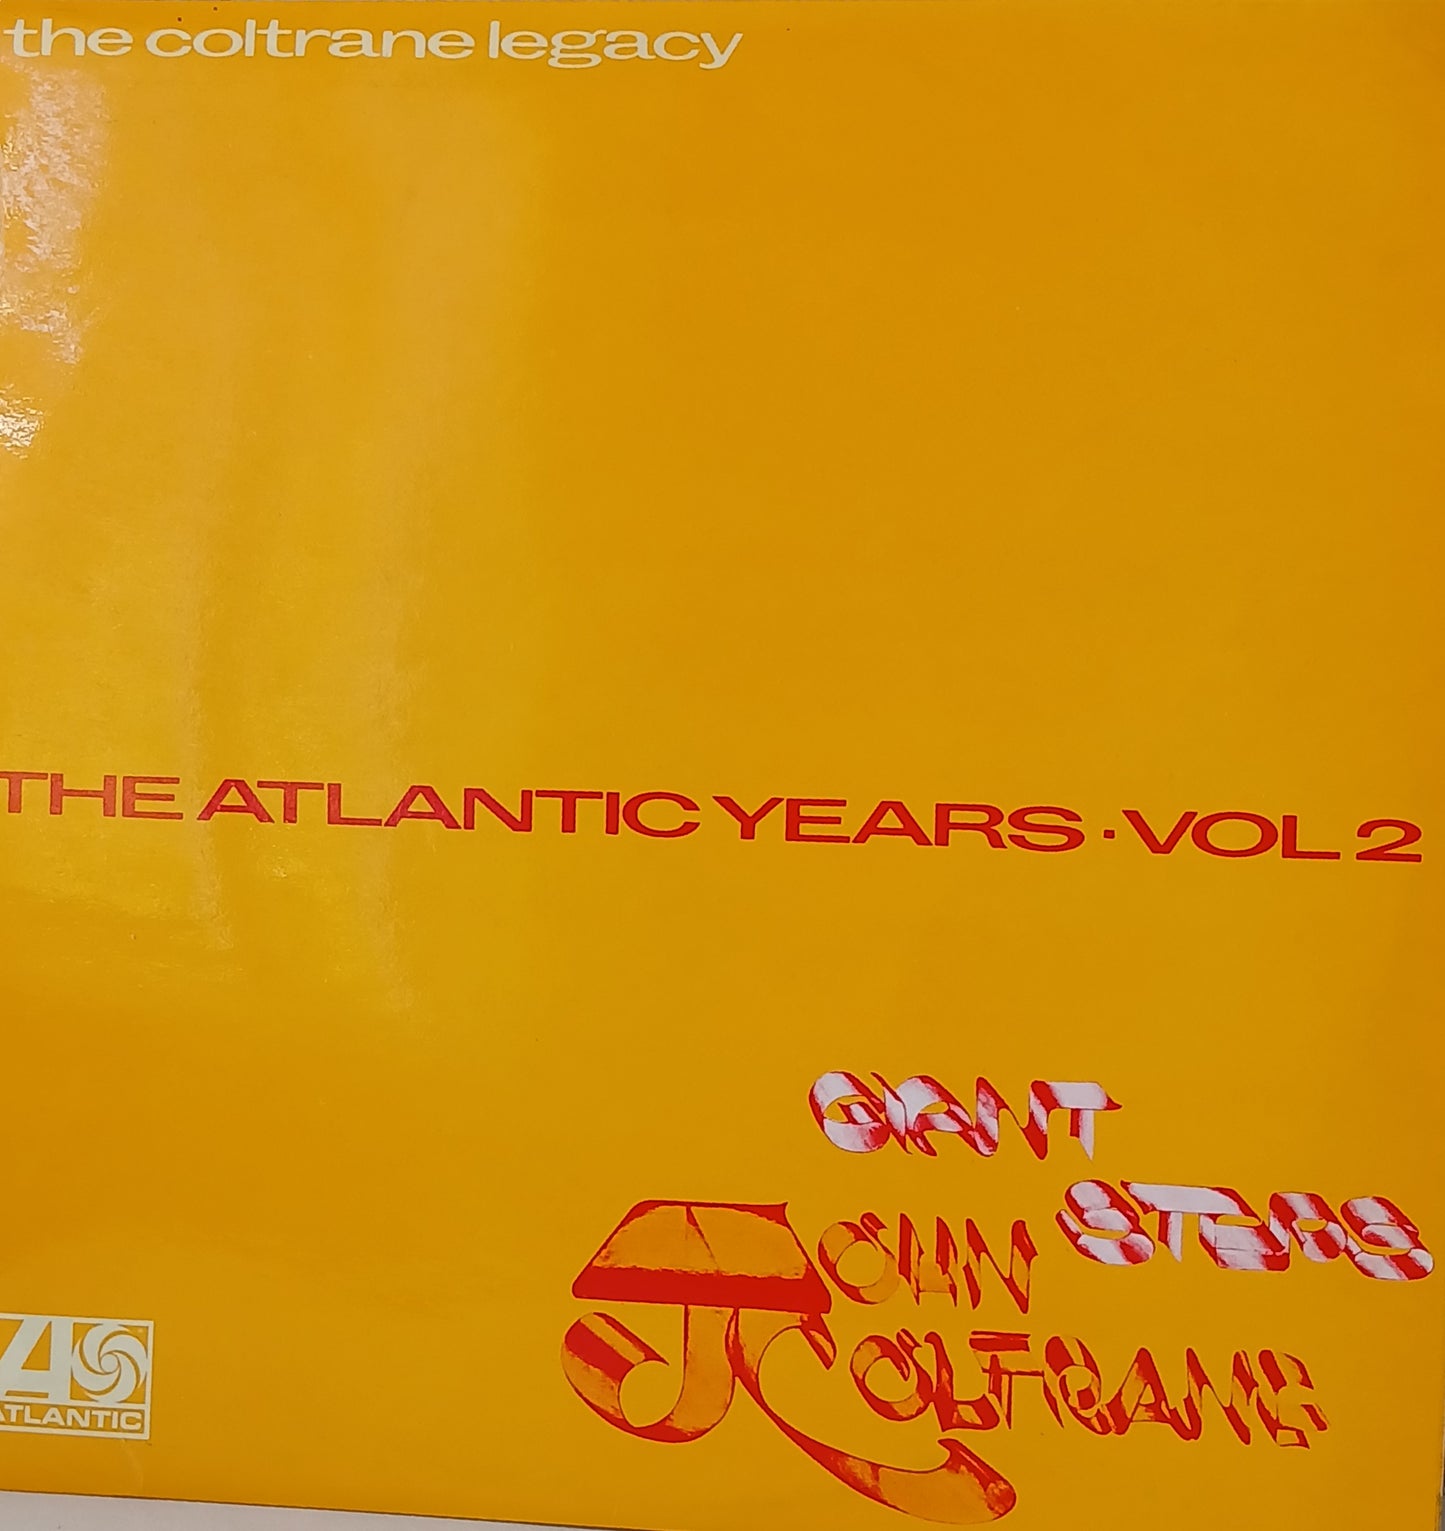 the coltrane legacy
THE ATLANTIC YEARS · VOL 2
GIANT
STEPS
JOHN
COLTRANE
ATLANTIC